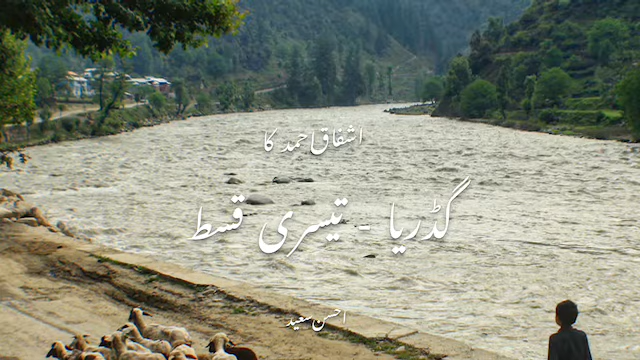 اشفاق احمد کا
گڈریا - تیسری قسط
احسن سعید